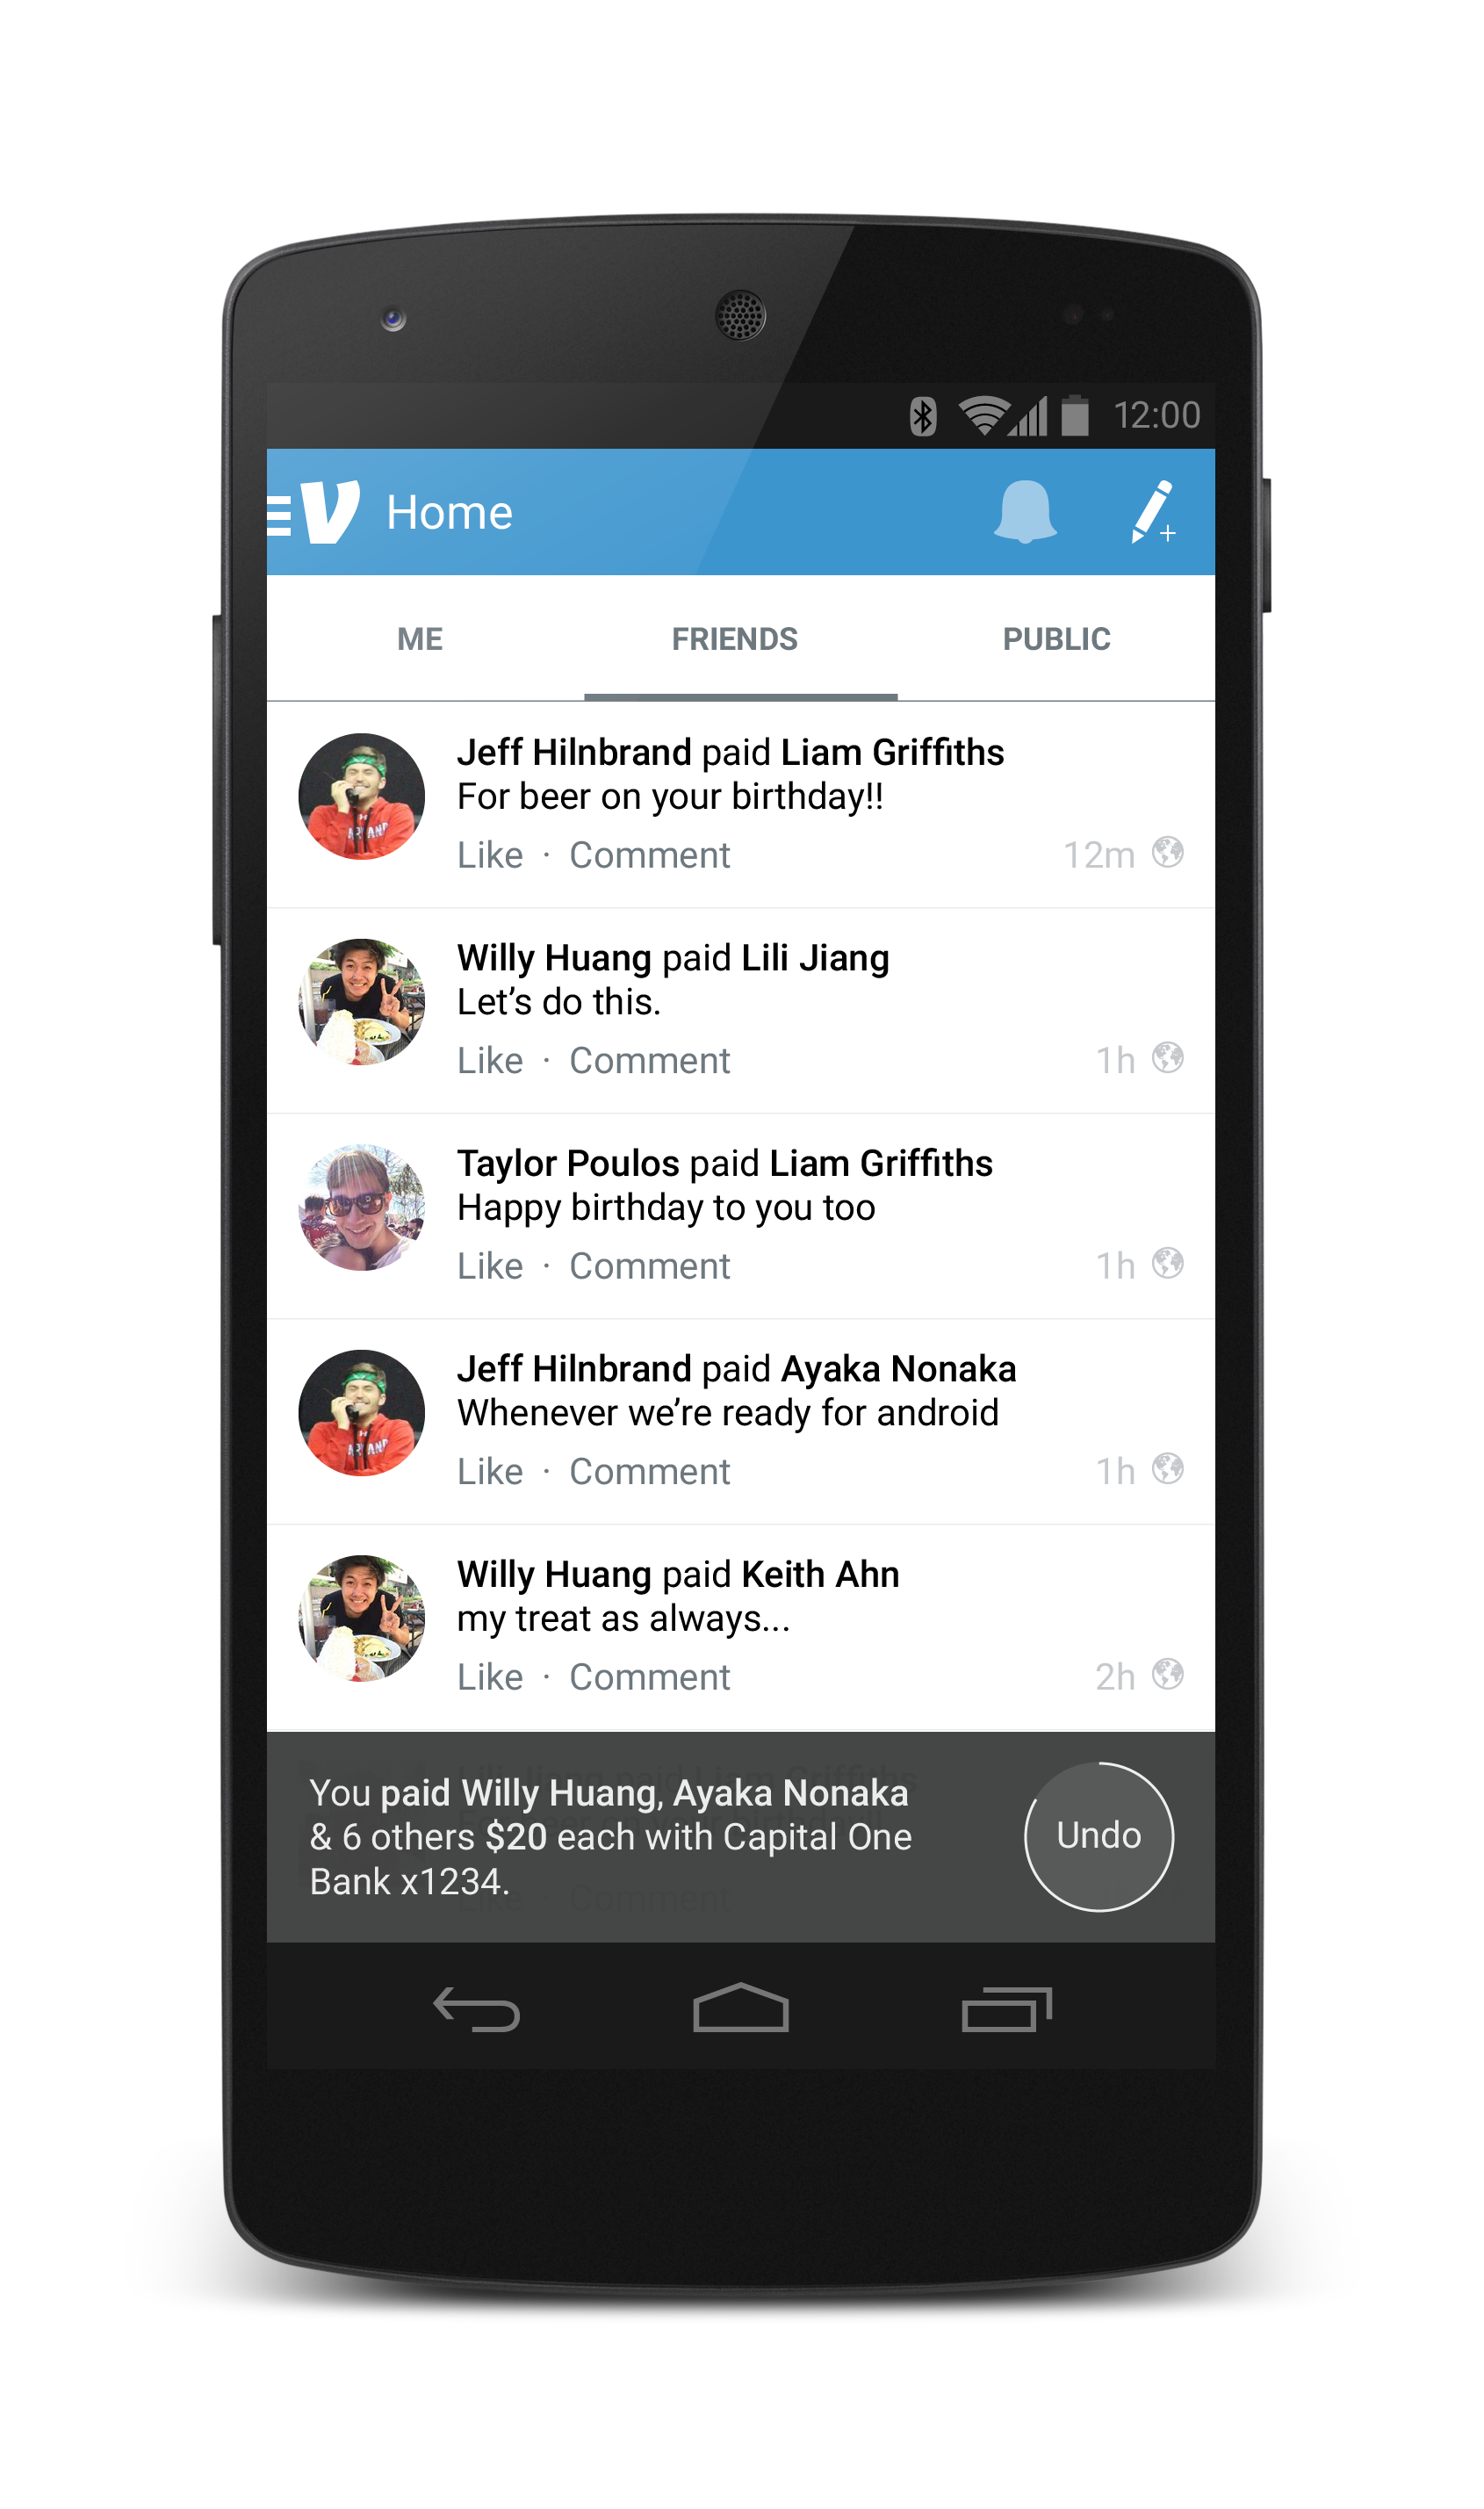 12:00
Home
ME FRIENDS PUBLIC
Jeff Hilnbrand paid Liam Griffiths
For beer on your birthday!!
Like · Comment 12m
Willy Huang paid Lili Jiang
Let’s do this.
Like · Comment 1h
Taylor Poulos paid Liam Griffiths
Happy birthday to you too
Like · Comment 1h
Jeff Hilnbrand paid Ayaka Nonaka
Whenever we’re ready for android
Like · Comment 1h
Willy Huang paid Keith Ahn
my treat as always...
Like · Comment 2h
You paid Willy Huang, Ayaka Nonaka
& 6 others $20 each with Capital One
Bank x1234.
Undo